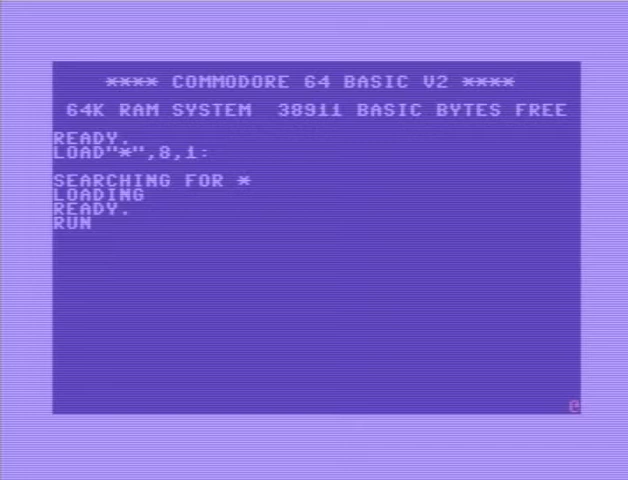 **** COMMODORE 64 BASIC V2 ****
64K RAM SYSTEM  38911 BASIC BYTES FREE
READY.
LOAD"*",8,1:
SEARCHING FOR *
LOADING
READY.
RUN
@